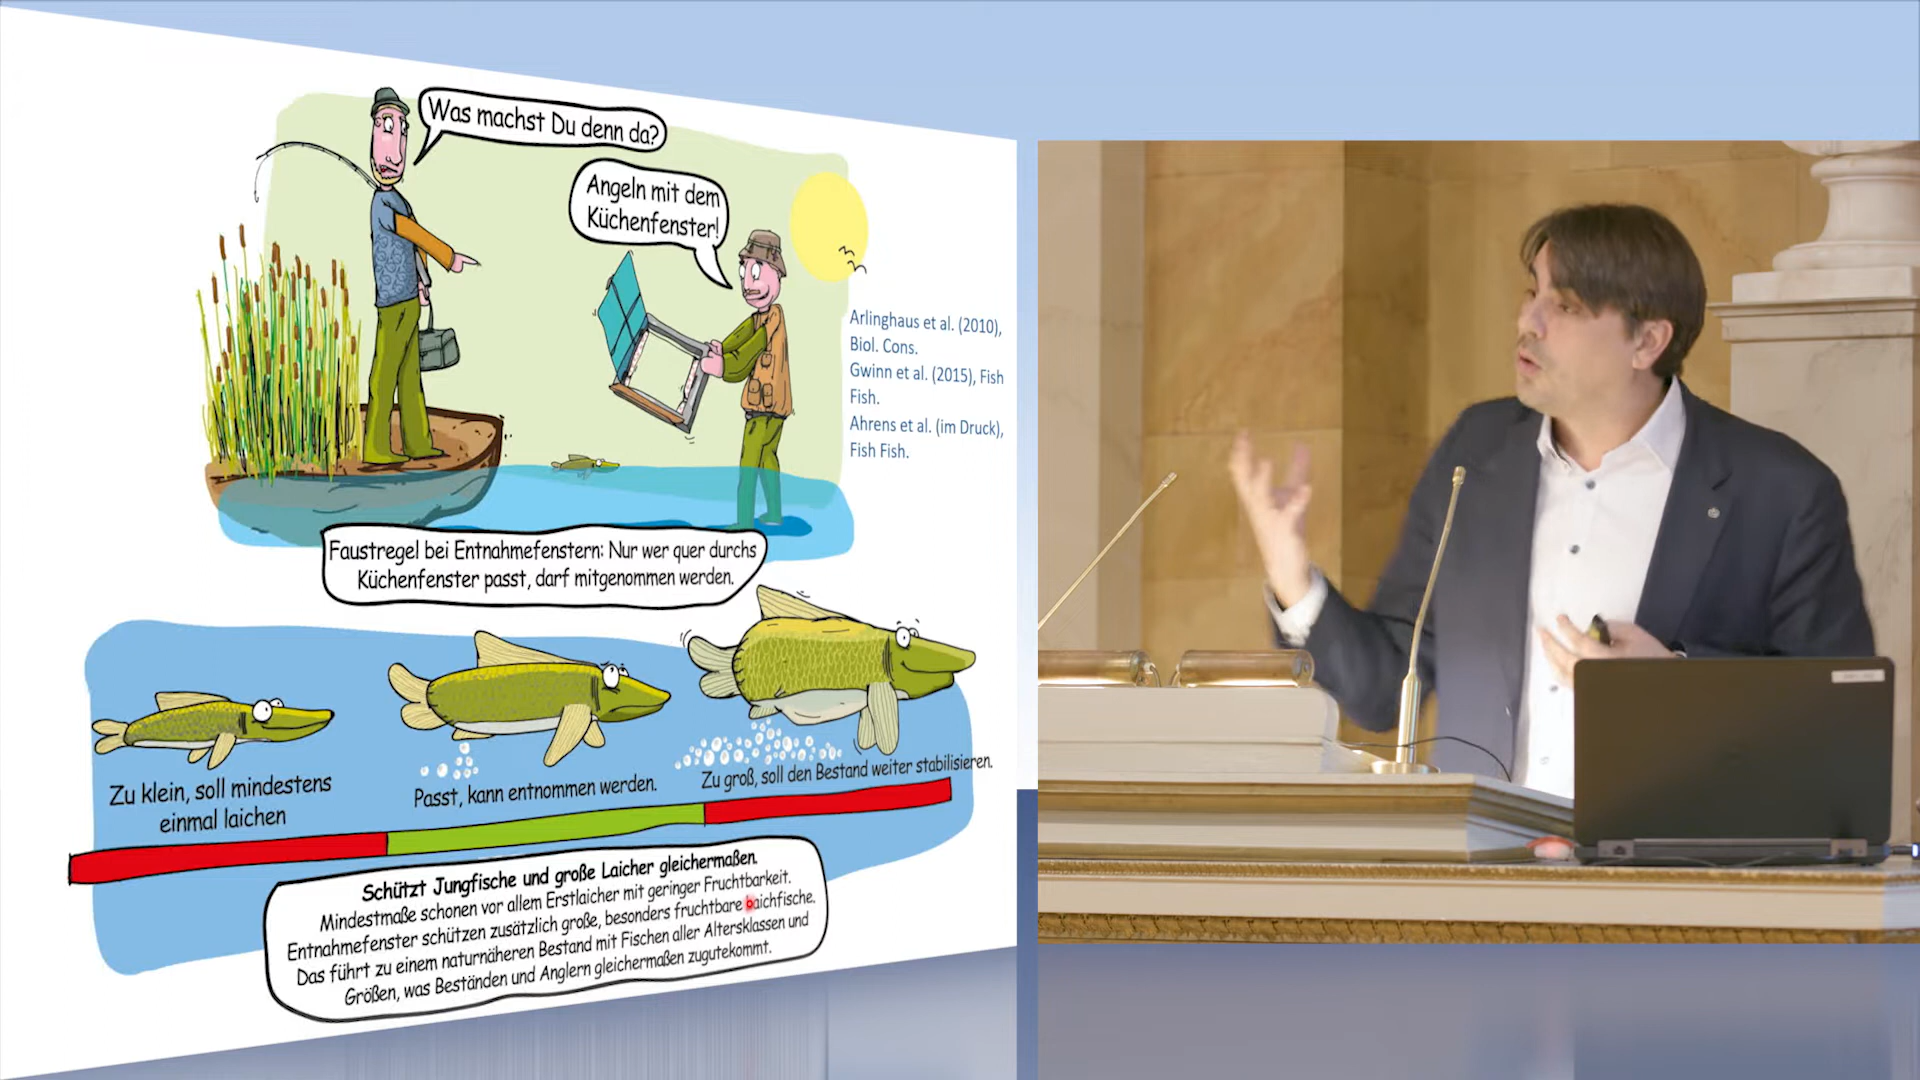 Was machst Du denn da?
Angeln mit dem
Küchenfenster!
Arlinghaus et al. (2010),
Biol. Cons.
Gwinn et al. (2015), Fish
Fish.
Ahrens et al. (im Druck),
Fish Fish.
Faustregel bei Entnahmefenstern: Nur wer quer durchs
Küchenfenster passt, darf mitgenommen werden.
Zu klein, soll mindestens
einmal laichen
Passt, kann entnommen werden.
Zu groß, soll den Bestand weiter stabilisieren.
Schützt Jungfische und große Laicher gleichermaßen.
Mindestmaße schonen vor allem Erstlaicher mit geringer Fruchtbarkeit.
Entnahmefenster schützen zusätzlich große, besonders fruchtbare Laichfische.
Das führt zu einem naturnäheren Bestand mit Fischen aller Altersklassen und
Größen, was Beständen und Anglern gleichermaßen zugutekommt.